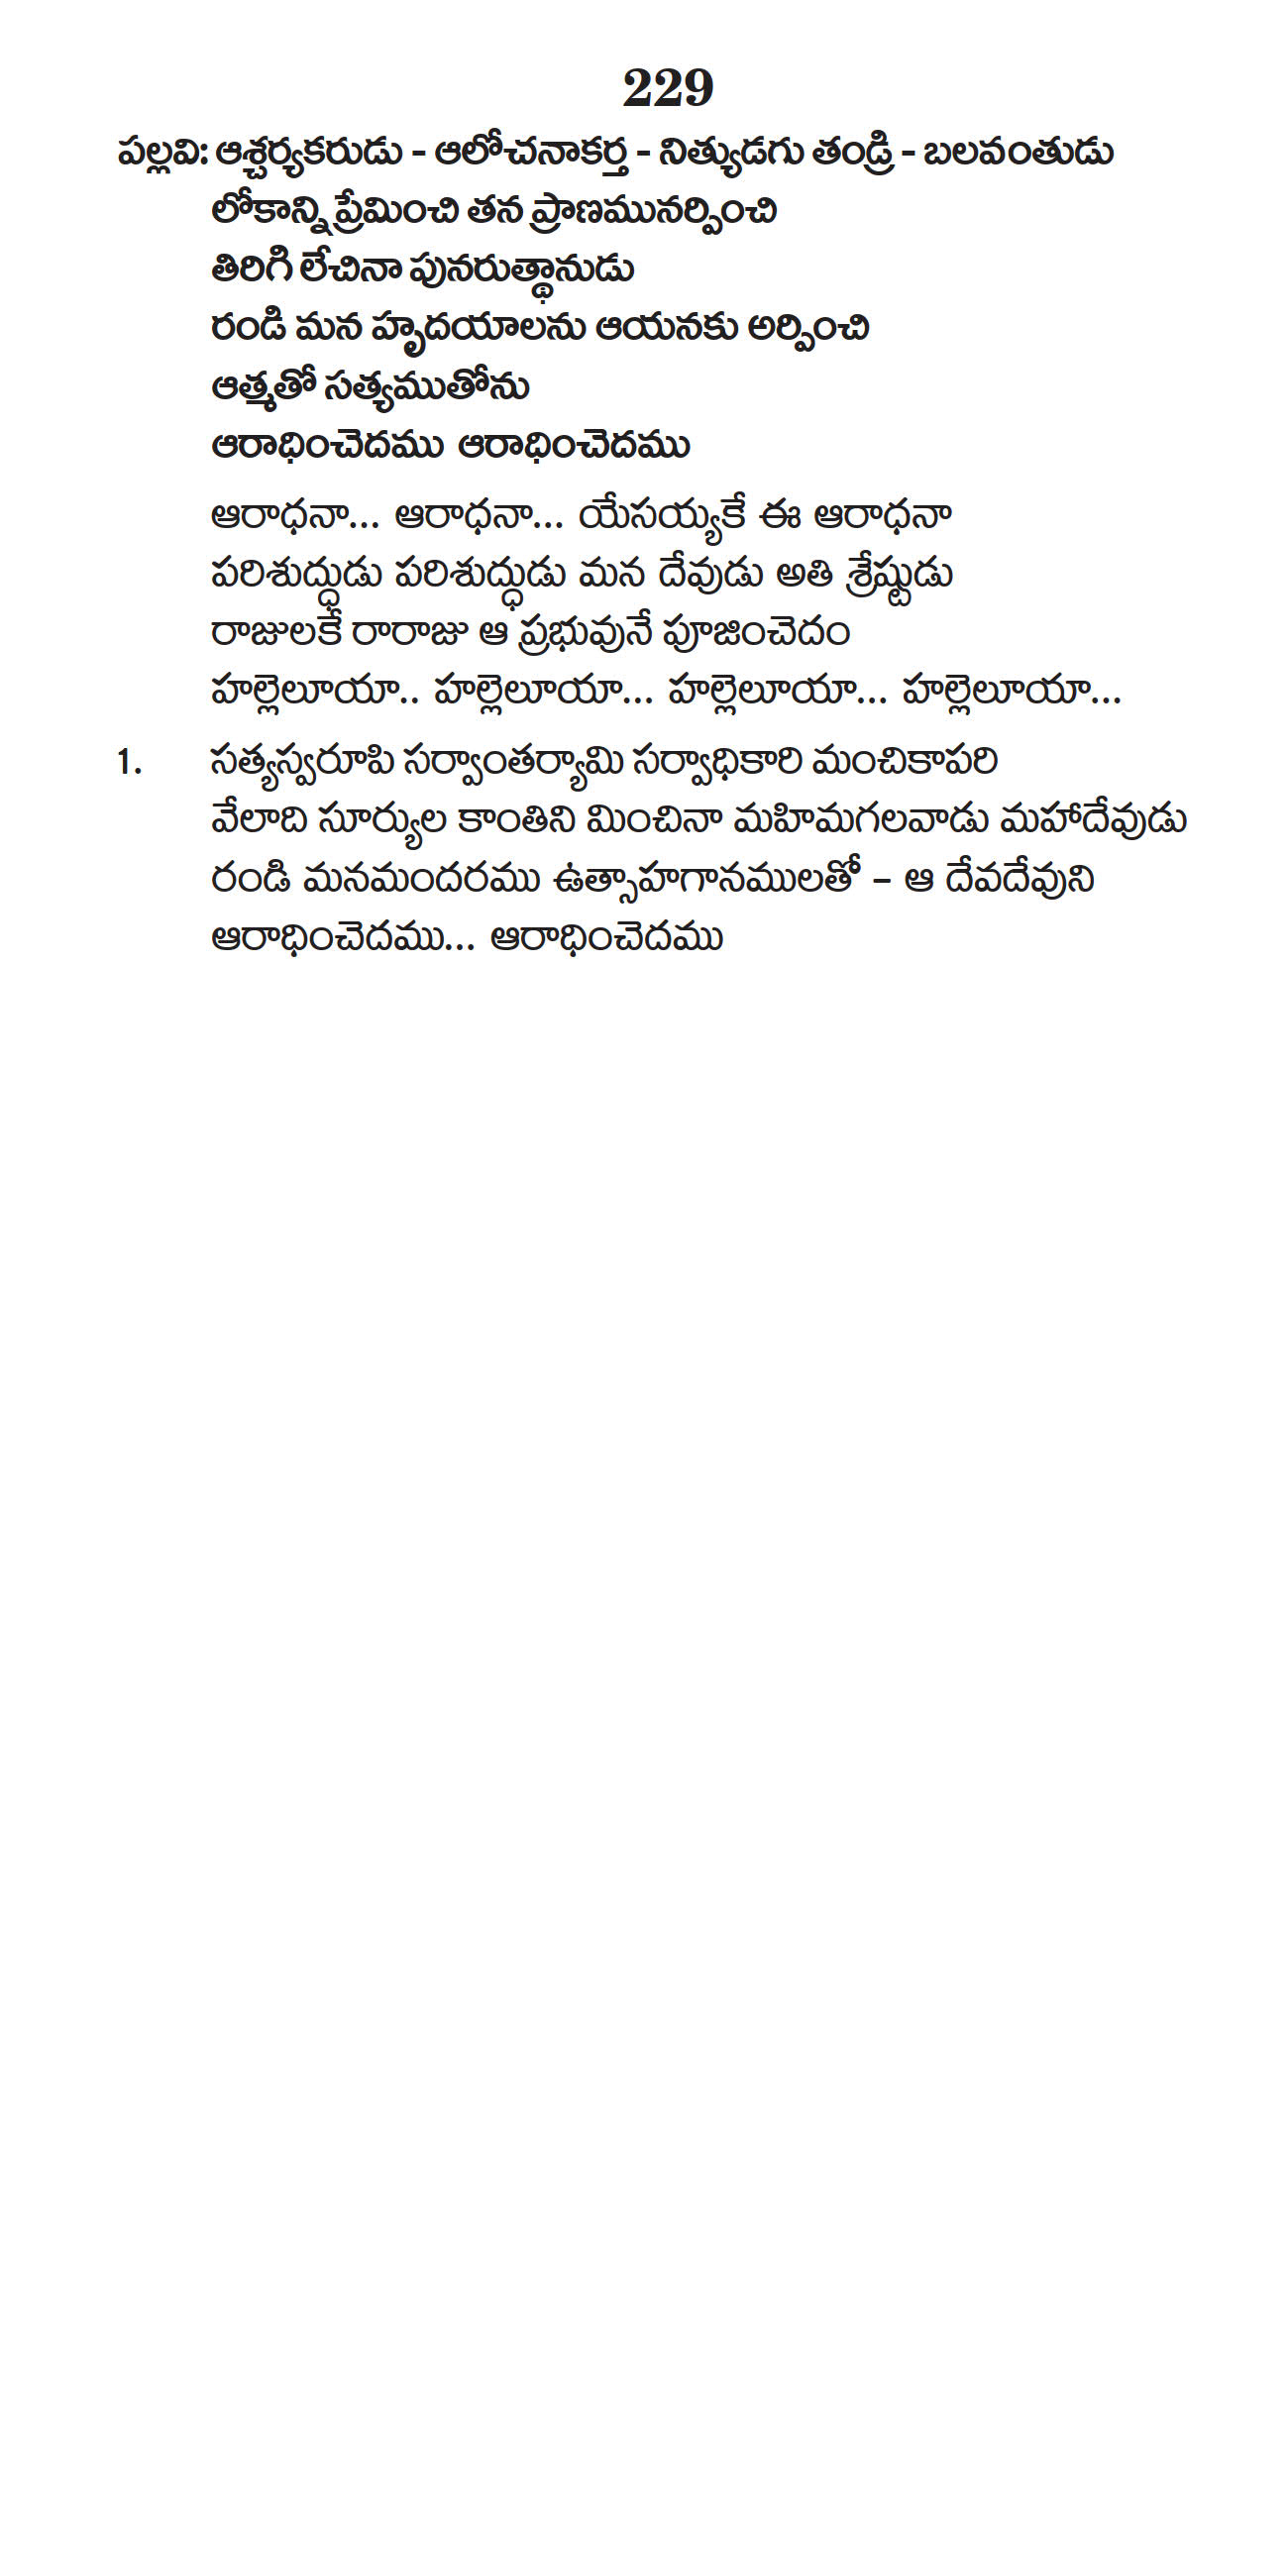 229
పల్లవి: ఆశ్చర్యకరుడు - ఆలోచనాకర్త - నిత్యుడగు తండ్రి - బలవంతుడు
లోకాన్ని ప్రేమించి తన ప్రాణమునర్పించి
తిరిగి లేచినా పునరుత్థానుడు
రండి మన హృదయాలను ఆయనకు అర్పించి
ఆత్మతో సత్యముతోను
ఆరాధించెదము ఆరాధించెదము
ఆరాధనా... ఆరాధనా... యేసయ్యకే ఈ ఆరాధనా
పరిశుద్ధుడు పరిశుద్ధుడు మన దేవుడు అతి శ్రేష్టుడు
రాజులకే రారాజు ఆ ప్రభువునే పూజించెదం
హల్లెలూయా.. హల్లెలూయా... హల్లెలూయా... హల్లెలూయా...
1. సత్యస్వరూపి సర్వాంతర్యామి సర్వాధికారి మంచికాపరి
వేలాది సూర్యుల కాంతిని మించినా మహిమగలవాడు మహాదేవుడు
రండి మనమందరము ఉత్సాహగానములతో – ఆ దేవదేవుని
ఆరాధించెదము... ఆరాధించెదము